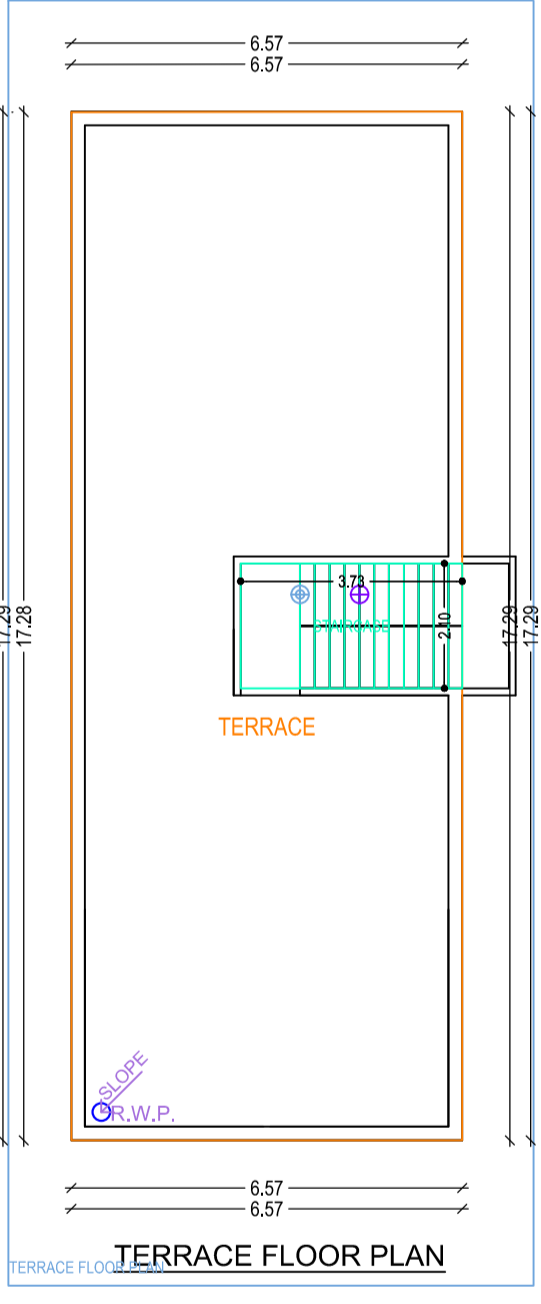 6.57
6.57
17.29
17.28
3.73
STAIRCASE
2.10
17.29
17.29
TERRACE
SLOPE
R.W.P.
6.57
6.57
TERRACE FLOOR PLAN
TERRACE FLOOR PLAN